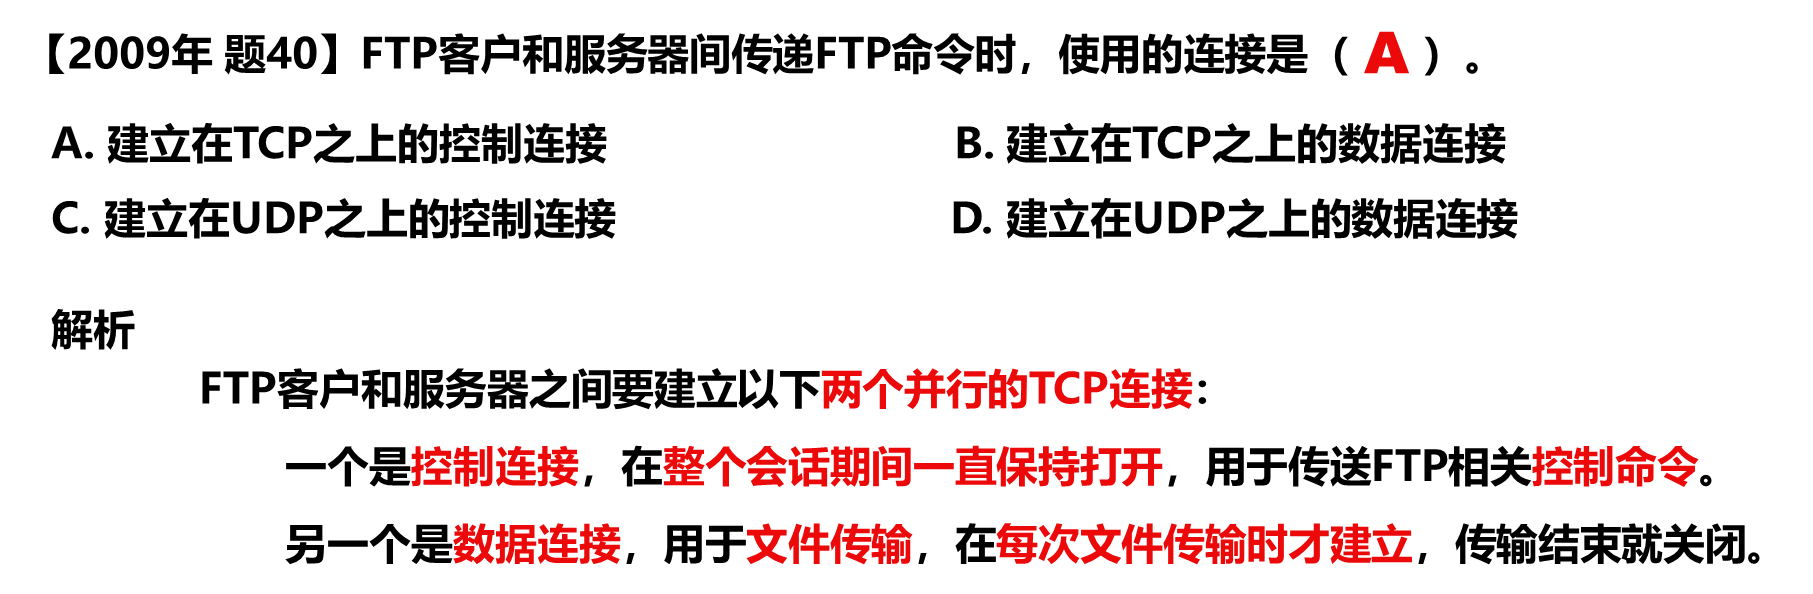 【2009年 题40】FTP客户和服务器间传递FTP命令时，使用的连接是（ A ）。
A. 建立在TCP之上的控制连接 B. 建立在TCP之上的数据连接
C. 建立在UDP之上的控制连接 D. 建立在UDP之上的数据连接
解析
FTP客户和服务器之间要建立以下两个并行的TCP连接：
一个是控制连接，在整个会话期间一直保持打开，用于传送FTP相关控制命令。
另一个是数据连接，用于文件传输，在每次文件传输时才建立，传输结束就关闭。